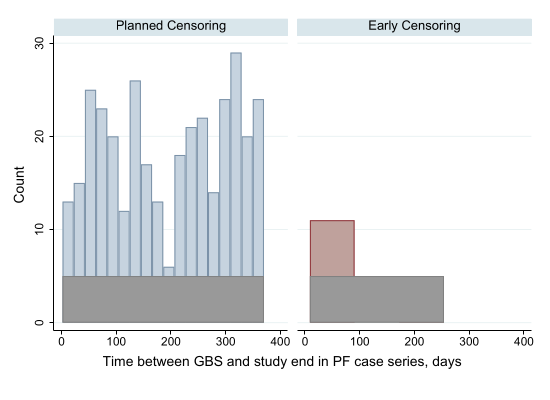 Planned Censoring
Early Censoring
30
20
10
0
Count
0 100 200 300 400
0 100 200 300 400
Time between GBS and study end in PF case series, days